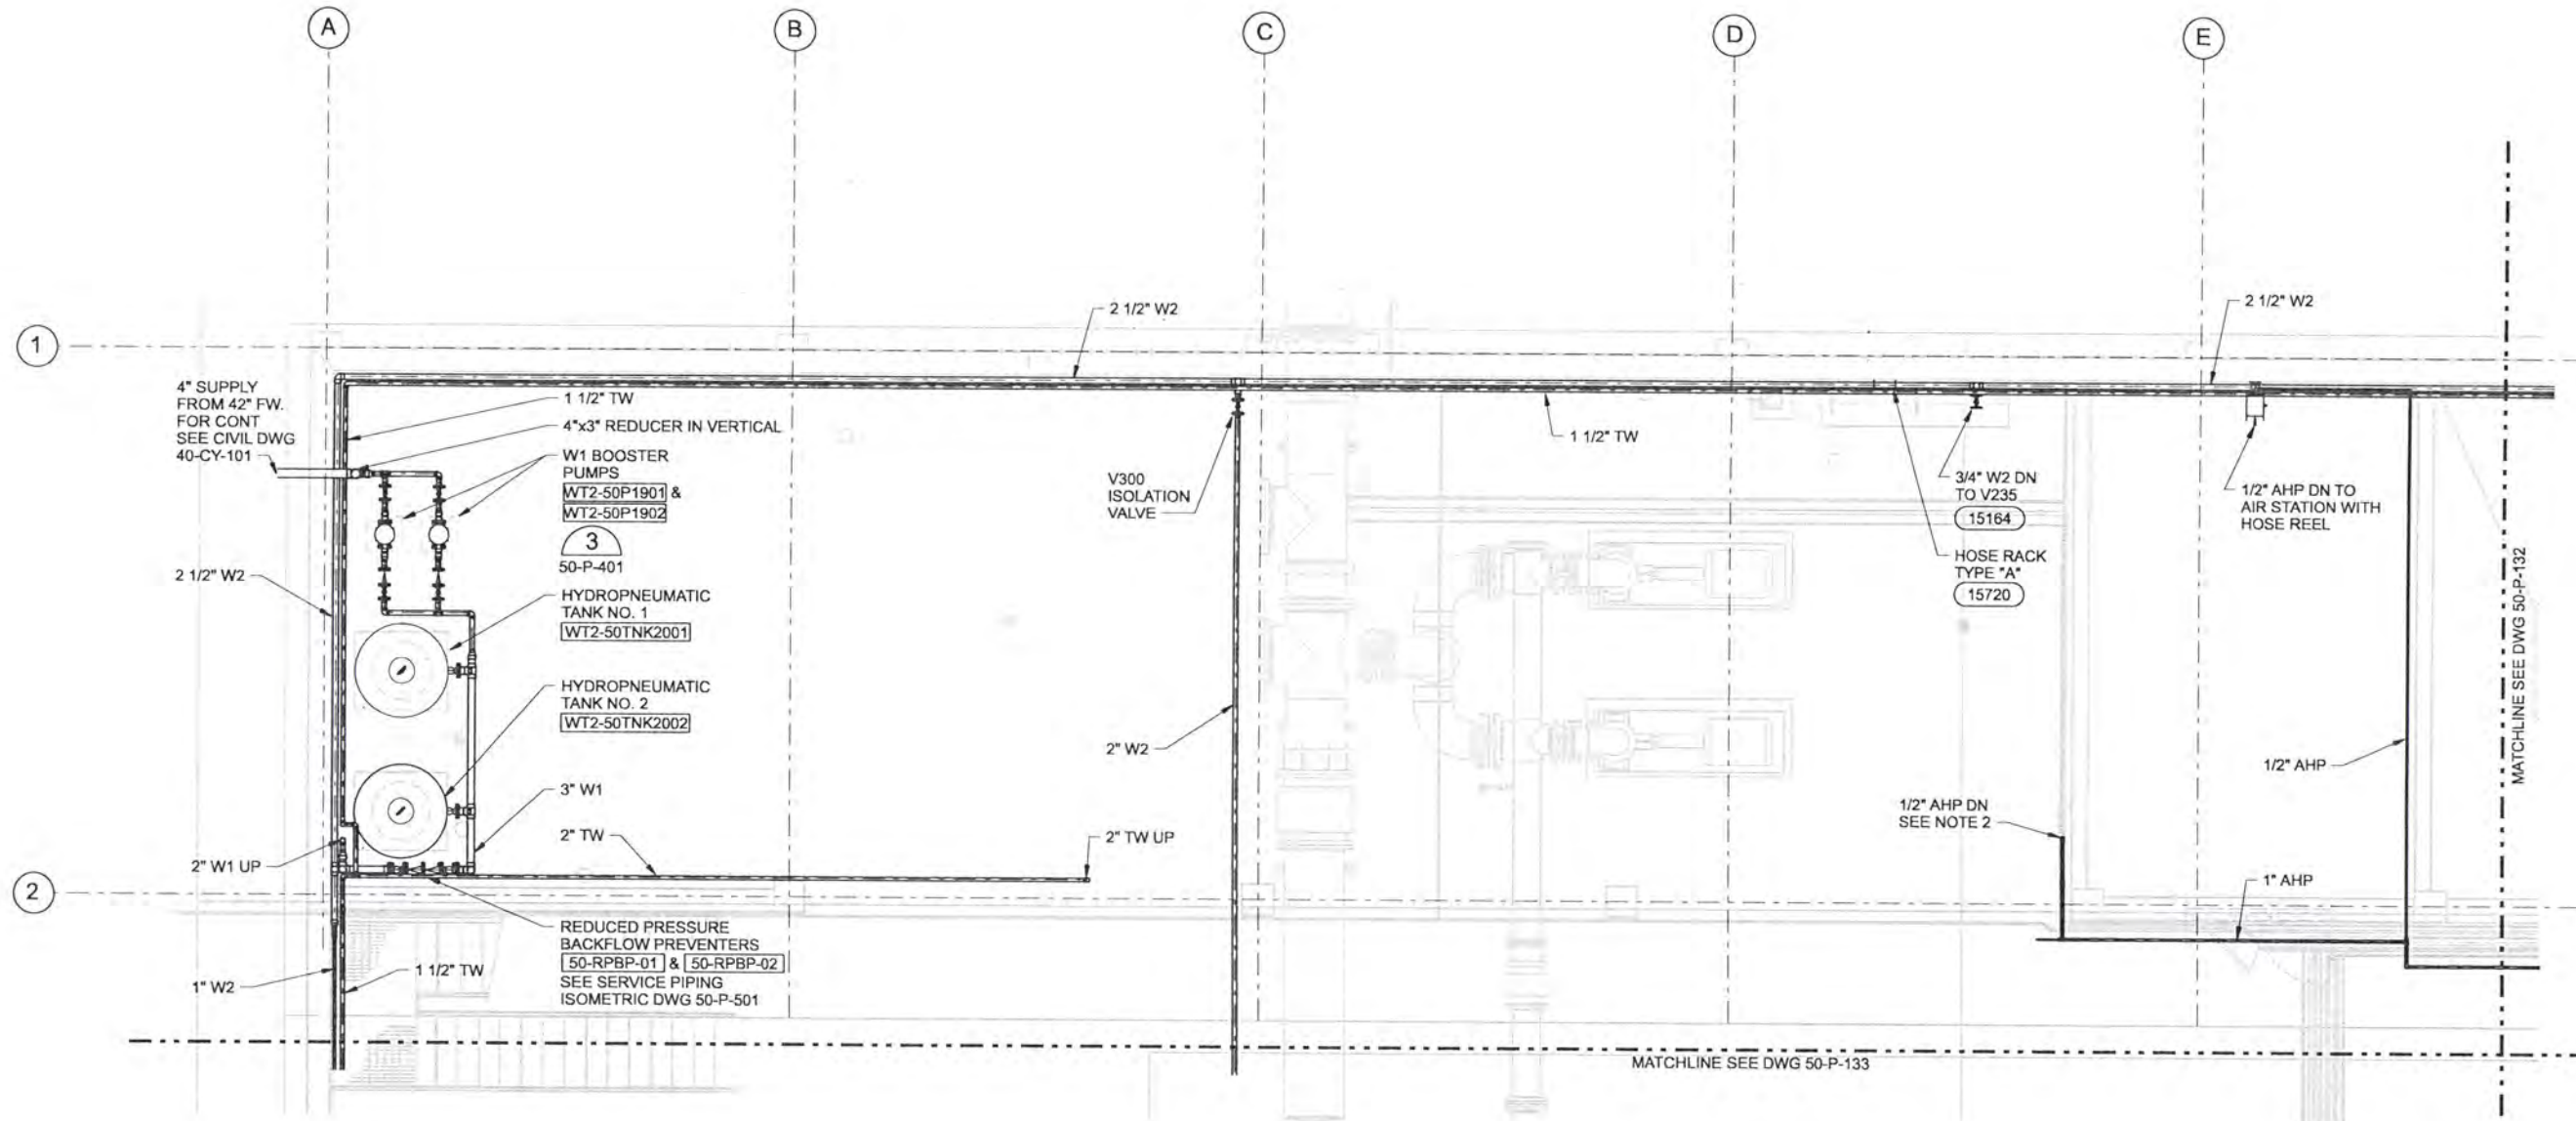 A
B
C
D
E
1
2
2 1/2" W2
2 1/2" W2
4" SUPPLY
FROM 42" FW.
FOR CONT
SEE CIVIL DWG
40-CY-101
1 1/2" TW
4"x3" REDUCER IN VERTICAL
W1 BOOSTER
PUMPS
WT2-50P1901 &
WT2-50P1902
3
50-P-401
2 1/2" W2
HYDROPNEUMATIC
TANK NO. 1
WT2-50TNK2001
HYDROPNEUMATIC
TANK NO. 2
WT2-50TNK2002
3" W1
2" TW
2" TW UP
2" W1 UP
REDUCED PRESSURE
BACKFLOW PREVENTERS
50-RPBP-01 & 50-RPBP-02
SEE SERVICE PIPING
ISOMETRIC DWG 50-P-501
1 1/2" TW
1" W2
V300
ISOLATION
VALVE
2" W2
1 1/2" TW
3/4" W2 DN
TO V235
15164
HOSE RACK
TYPE "A"
15720
1/2" AHP DN TO
AIR STATION WITH
HOSE REEL
1/2" AHP
1/2" AHP DN
SEE NOTE 2
1" AHP
MATCHLINE SEE DWG 50-P-132
MATCHLINE SEE DWG 50-P-133